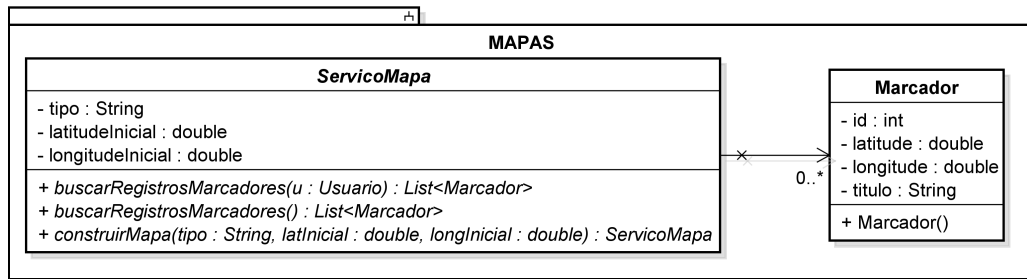 MAPAS
ServicoMapa
- tipo : String
- latitudeInicial : double
- longitudeInicial : double
+ buscarRegistrosMarcadores(u : Usuario) : List<Marcador>
+ buscarRegistrosMarcadores() : List<Marcador>
+ construirMapa(tipo : String, latInicial : double, longInicial : double) : ServicoMapa
0..*
Marcador
- id : int
- latitude : double
- longitude : double
- titulo : String
+ Marcador()